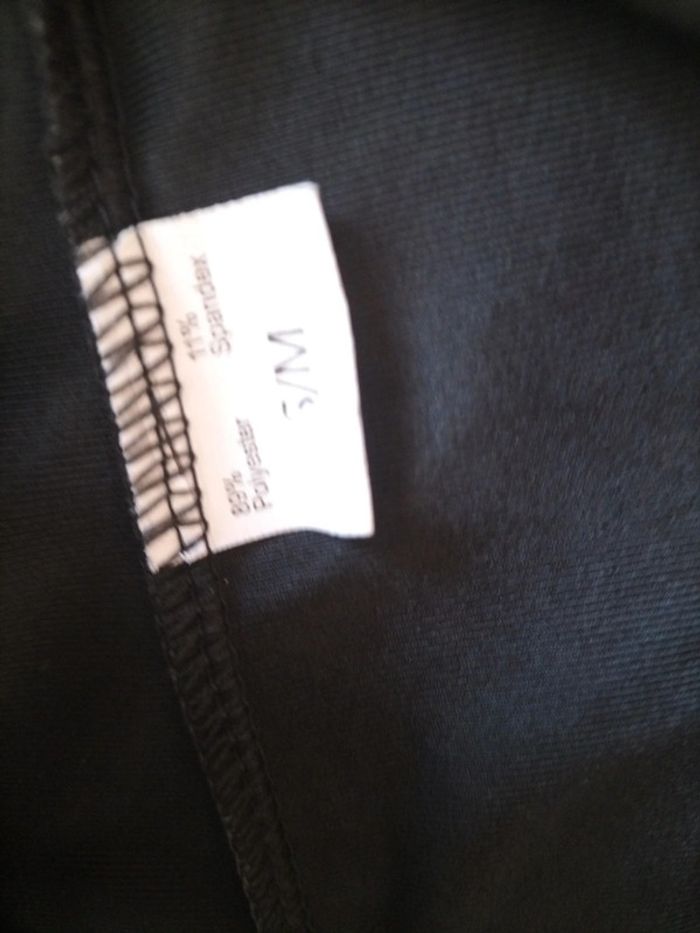 89% 11%
Polyester Spandex
S/M